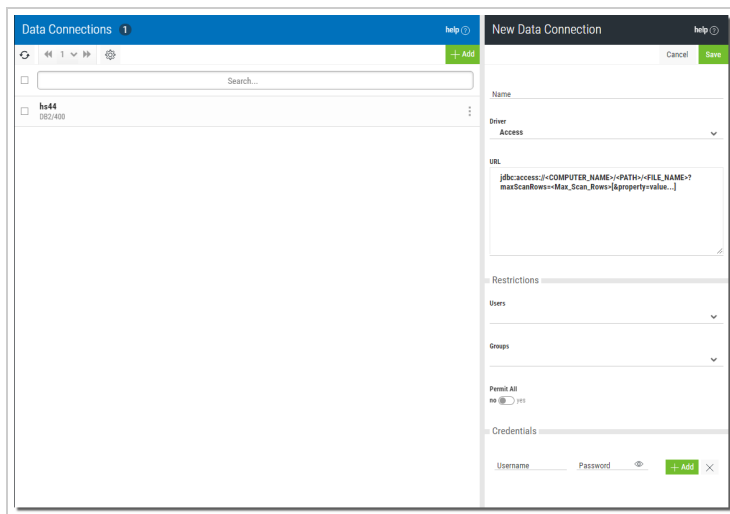 Data Connections 1 help ?
1
+ Add
Search...
hs44
DB2/400
New Data Connection help ?
Cancel Save
Name
Driver
Access
URL
jdbc:access://<COMPUTER_NAME>/<PATH>/<FILE_NAME>?
maxScanRows=<Max_Scan_Rows>[&property=value...]
Restrictions
Users
Groups
Permit All
no yes
Credentials
Username Password + Add